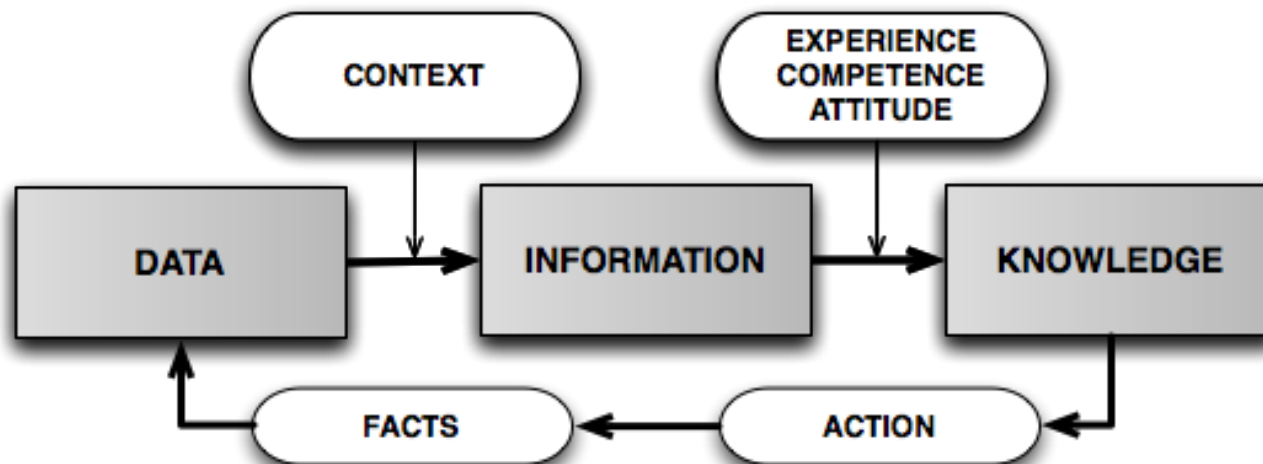 CONTEXT
EXPERIENCE
COMPETENCE
ATTITUDE
DATA
INFORMATION
KNOWLEDGE
FACTS
ACTION